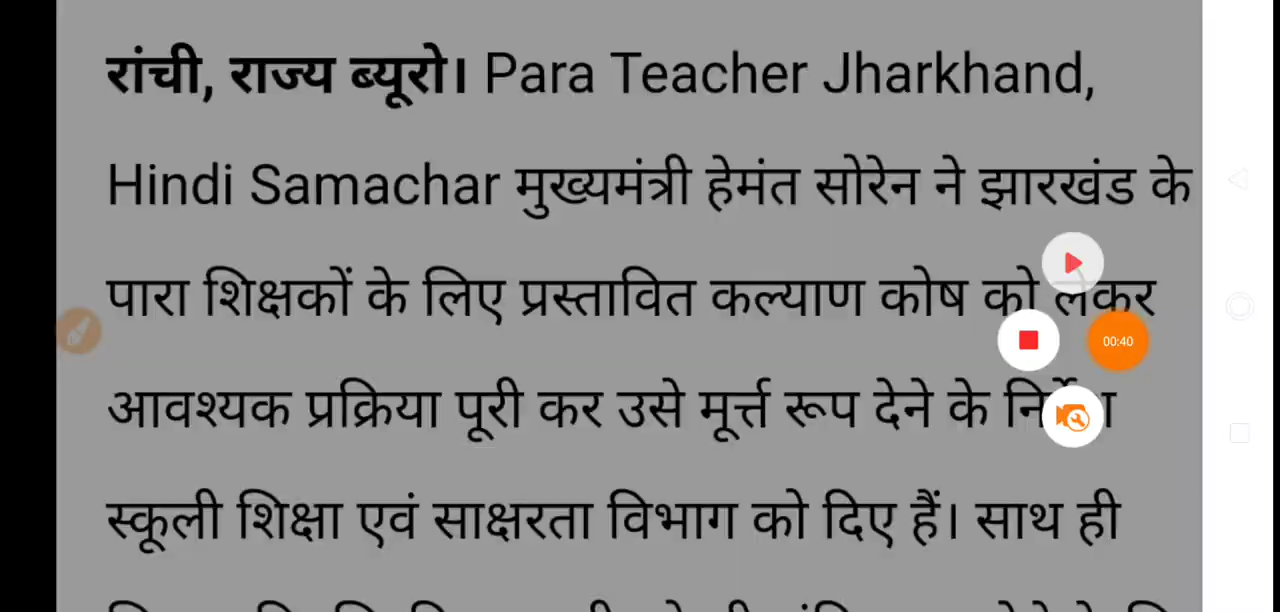 रांची, राज्य ब्यूरो। Para Teacher Jharkhand,
Hindi Samachar मुख्यमंत्री हेमंत सोरेन ने झारखंड के
पारा शिक्षकों के लिए प्रस्तावित कल्याण कोष को लेकर
00:40
आवश्यक प्रक्रिया पूरी कर उसे मूर्त्त रूप देने के
स्कूली शिक्षा एवं साक्षरता विभाग को दिए हैं। साथ ही